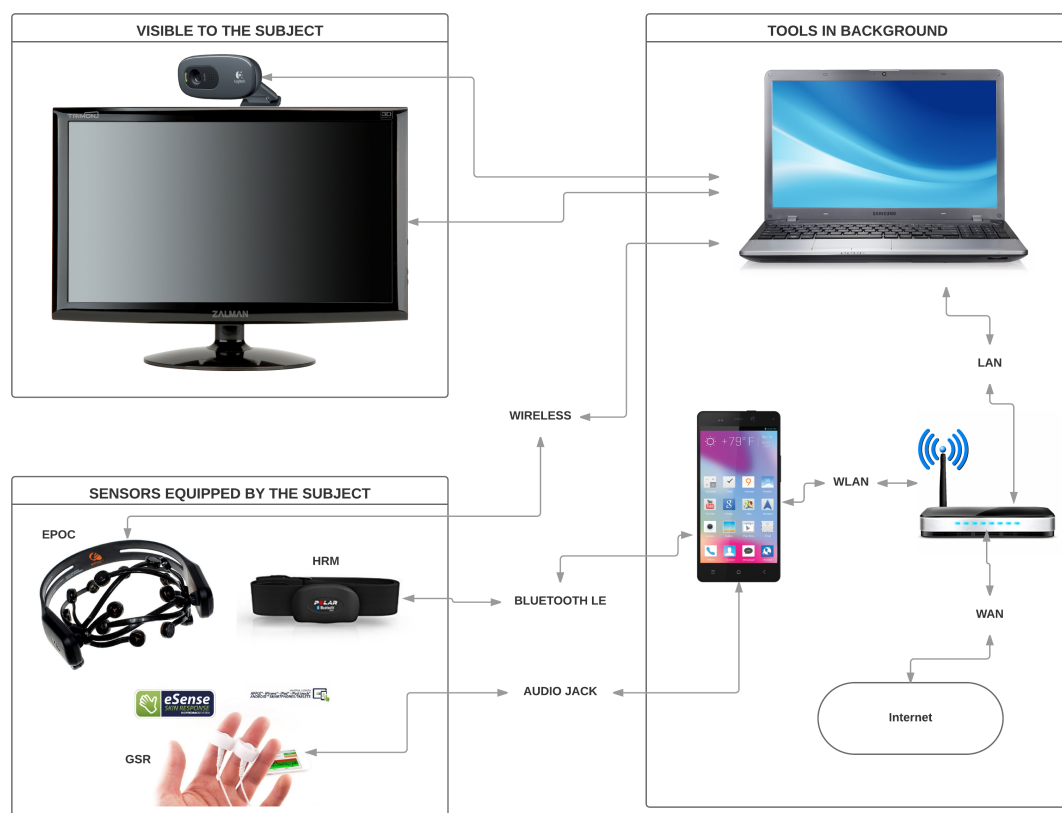 VISIBLE TO THE SUBJECT
TOOLS IN BACKGROUND
ZALMAN
SAMSUNG
LAN
WIRELESS
+79°F
WLAN
SENSORS EQUIPPED BY THE SUBJECT
EPOC
HRM
POLAR
Bluetooth
BLUETOOTH LE
WAN
AUDIO JACK
eSense
SKIN RESPONSE
GSR
Internet